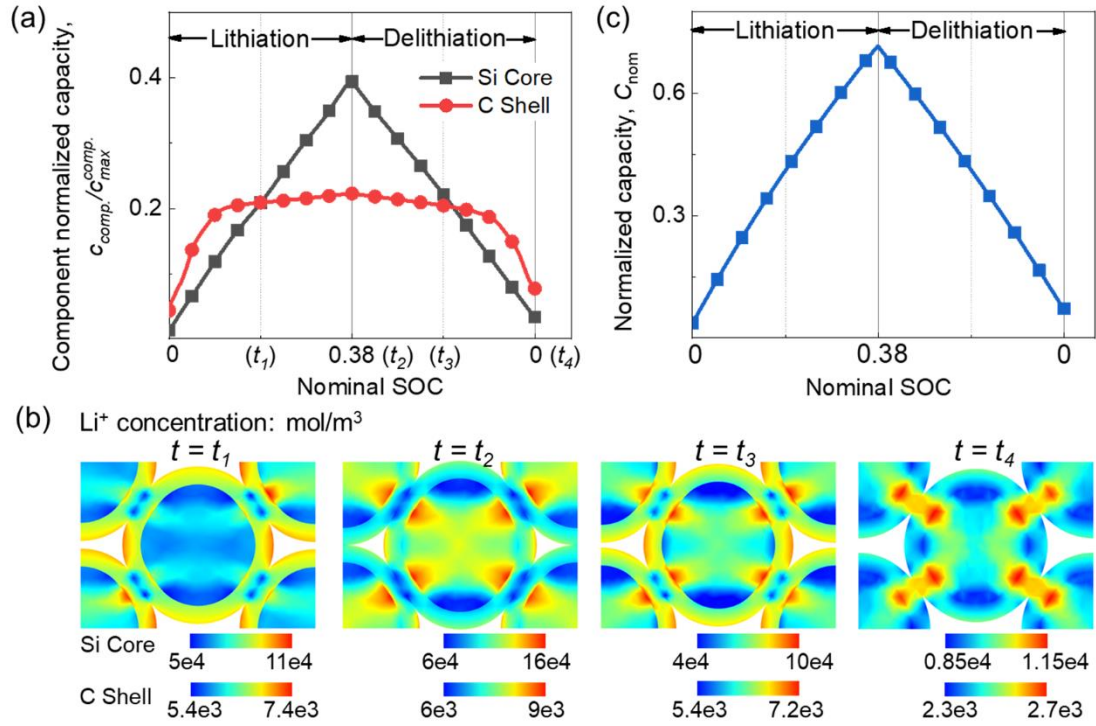 (a)
Component normalized capacity,
c_comp./c_max^comp.
Lithiation
Delithiation
Si Core
C Shell
0.4
0.2
0
(t₁)
0.38
(t₂)
(t₃)
0
(t₄)
Nominal SOC
(c)
Normalized capacity, C_nom
Lithiation
Delithiation
0.6
0.3
0
0.38
0
Nominal SOC
(b)
Li⁺ concentration: mol/m³
t = t₁
t = t₂
t = t₃
t = t₄
Si Core
5e4
11e4
6e4
16e4
4e4
10e4
0.85e4
1.15e4
C Shell
5.4e3
7.4e3
6e3
9e3
5.4e3
7.2e3
2.3e3
2.7e3